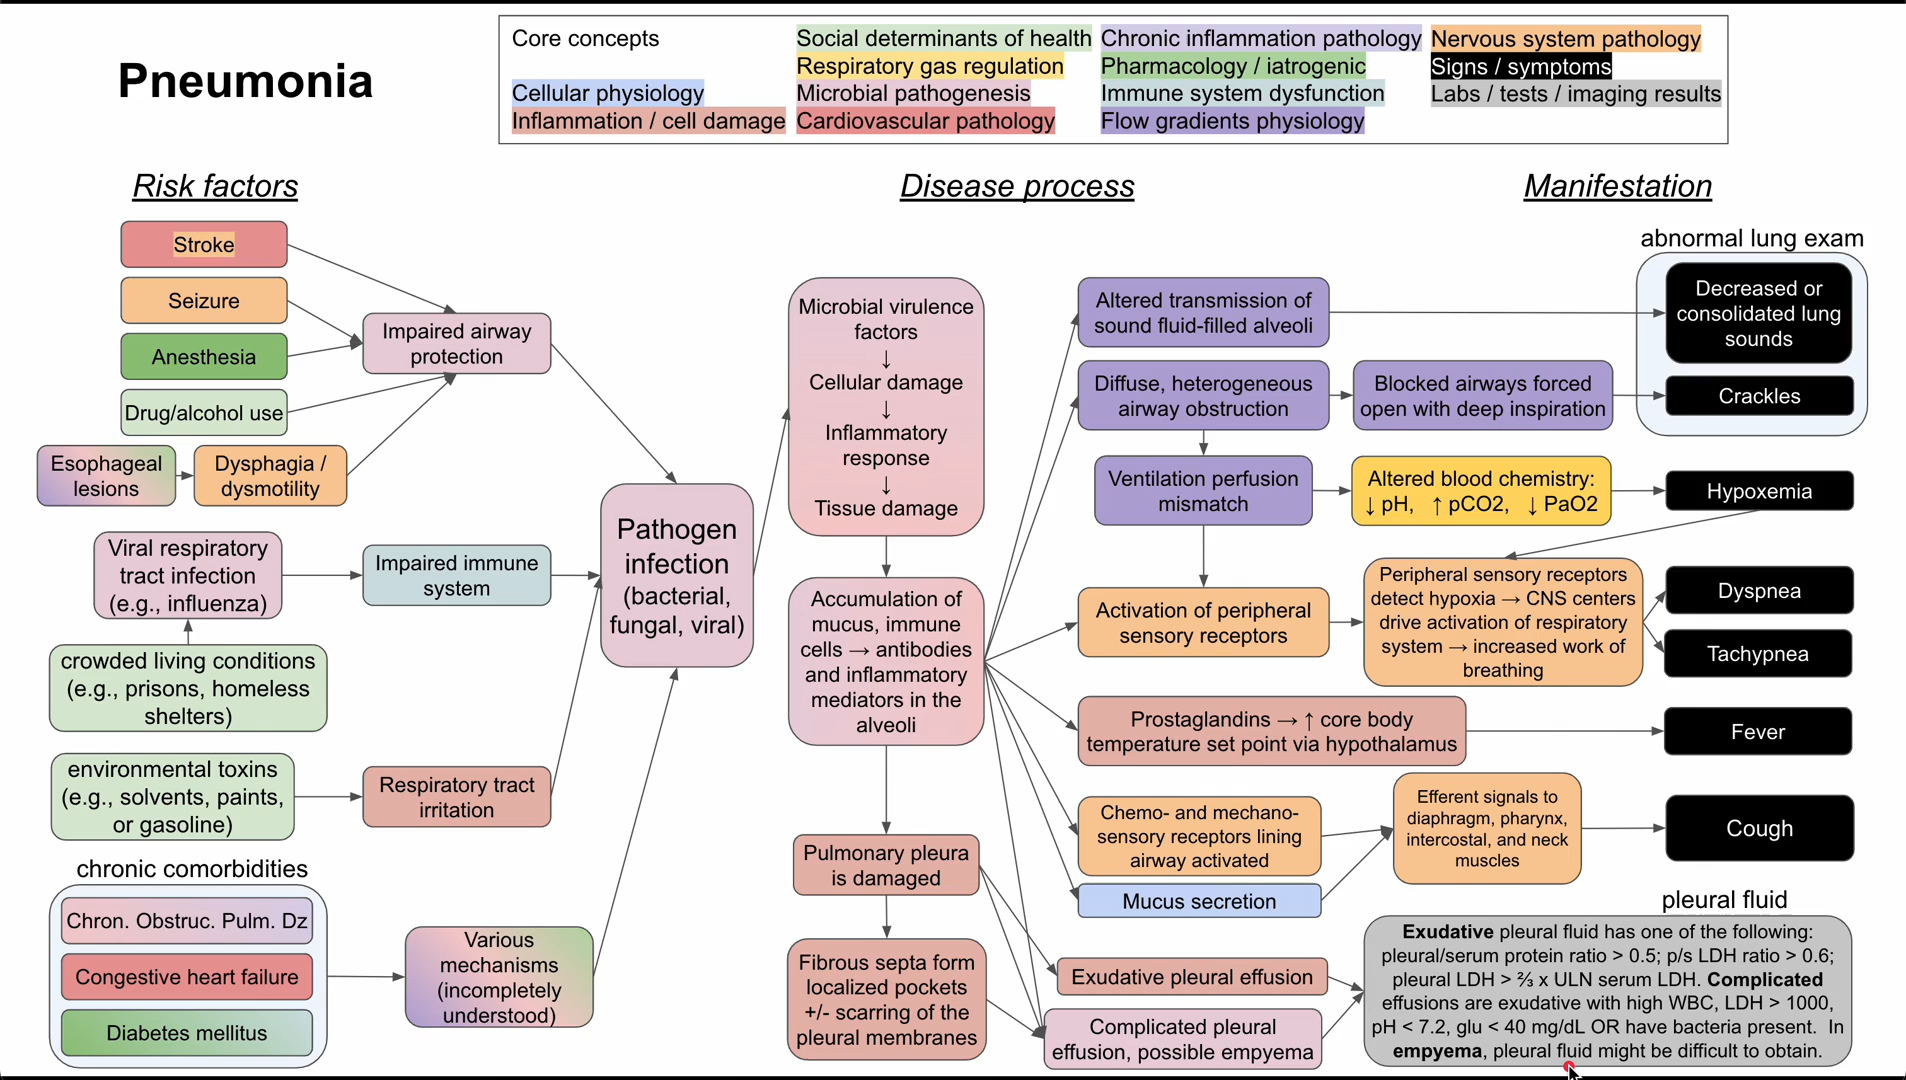 Pneumonia
Core concepts
Cellular physiology
Inflammation / cell damage
Social determinants of health
Respiratory gas regulation
Microbial pathogenesis
Cardiovascular pathology
Chronic inflammation pathology
Pharmacology / iatrogenic
Immune system dysfunction
Flow gradients physiology
Nervous system pathology
Signs / symptoms
Labs / tests / imaging results
Risk factors
Stroke
Seizure
Anesthesia
Drug/alcohol use
Esophageal
lesions
Dysphagia /
dysmotility
Impaired airway
protection
Viral respiratory
tract infection
(e.g., influenza)
Impaired immune
system
crowded living conditions
(e.g., prisons, homeless
shelters)
environmental toxins
(e.g., solvents, paints,
or gasoline)
Respiratory tract
irritation
chronic comorbidities
Chron. Obstruc. Pulm. Dz
Congestive heart failure
Diabetes mellitus
Various
mechanisms
(incompletely
understood)
Pathogen
infection
(bacterial,
fungal, viral)
Disease process
Microbial virulence
factors
↓
Cellular damage
↓
Inflammatory
response
↓
Tissue damage
Accumulation of
mucus, immune
cells → antibodies
and inflammatory
mediators in the
alveoli
Pulmonary pleura
is damaged
Fibrous septa form
localized pockets
+/- scarring of the
pleural membranes
Altered transmission of
sound fluid-filled alveoli
Diffuse, heterogeneous
airway obstruction
Blocked airways forced
open with deep inspiration
Ventilation perfusion
mismatch
Altered blood chemistry:
↓ pH, ↑ pCO2, ↓ PaO2
Activation of peripheral
sensory receptors
Peripheral sensory receptors
detect hypoxia → CNS centers
drive activation of respiratory
system → increased work of
breathing
Prostaglandins → ↑ core body
temperature set point via hypothalamus
Chemo- and mechano-
sensory receptors lining
airway activated
Mucus secretion
Efferent signals to
diaphragm, pharynx,
intercostal, and neck
muscles
Exudative pleural effusion
Complicated pleural
effusion, possible empyema
Manifestation
abnormal lung exam
Decreased or
consolidated lung
sounds
Crackles
Hypoxemia
Dyspnea
Tachypnea
Fever
Cough
pleural fluid
Exudative pleural fluid has one of the following:
pleural/serum protein ratio > 0.5; p/s LDH ratio > 0.6;
pleural LDH > ⅔ x ULN serum LDH. Complicated
effusions are exudative with high WBC, LDH > 1000,
pH < 7.2, glu < 40 mg/dL OR have bacteria present. In
empyema, pleural fluid might be difficult to obtain.